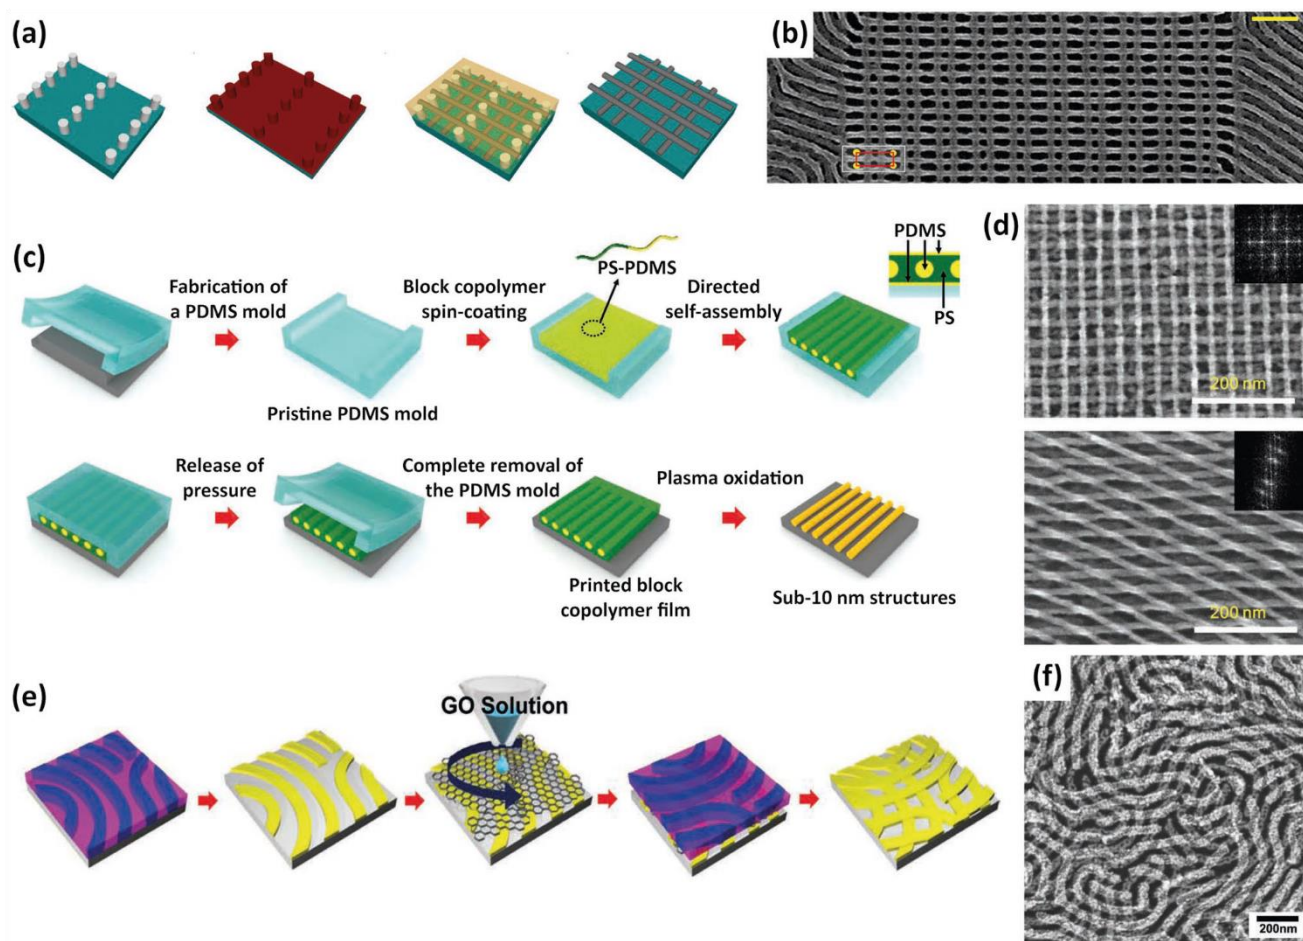 (a)
(b)
(c)
Fabrication of
a PDMS mold
Pristine PDMS mold
Block copolymer
spin-coating
PS-PDMS
Directed
self-assembly
PDMS
PS
Release of
pressure
Complete removal of
the PDMS mold
Printed block
copolymer film
Plasma oxidation
Sub-10 nm structures
(d)
200 nm
200 nm
(e)
GO Solution
(f)
200nm